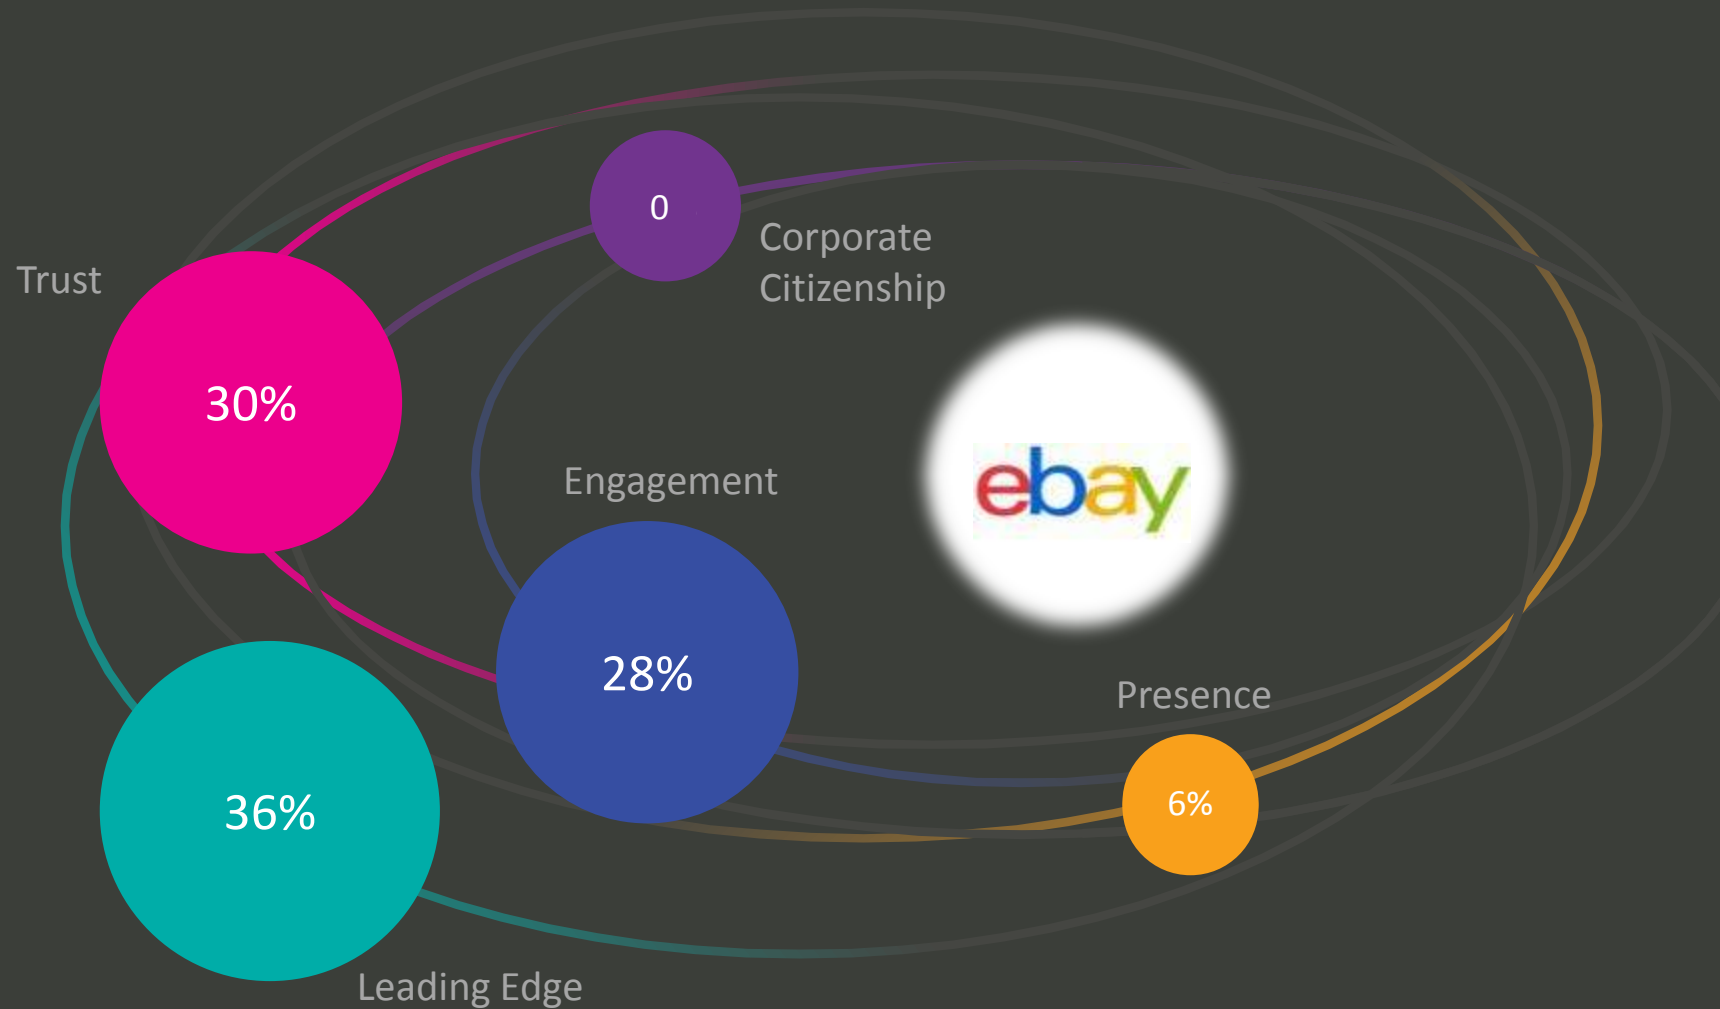 0
Corporate
Citizenship
Trust
30%
Engagement
ebay
28%
Presence
6%
36%
Leading Edge